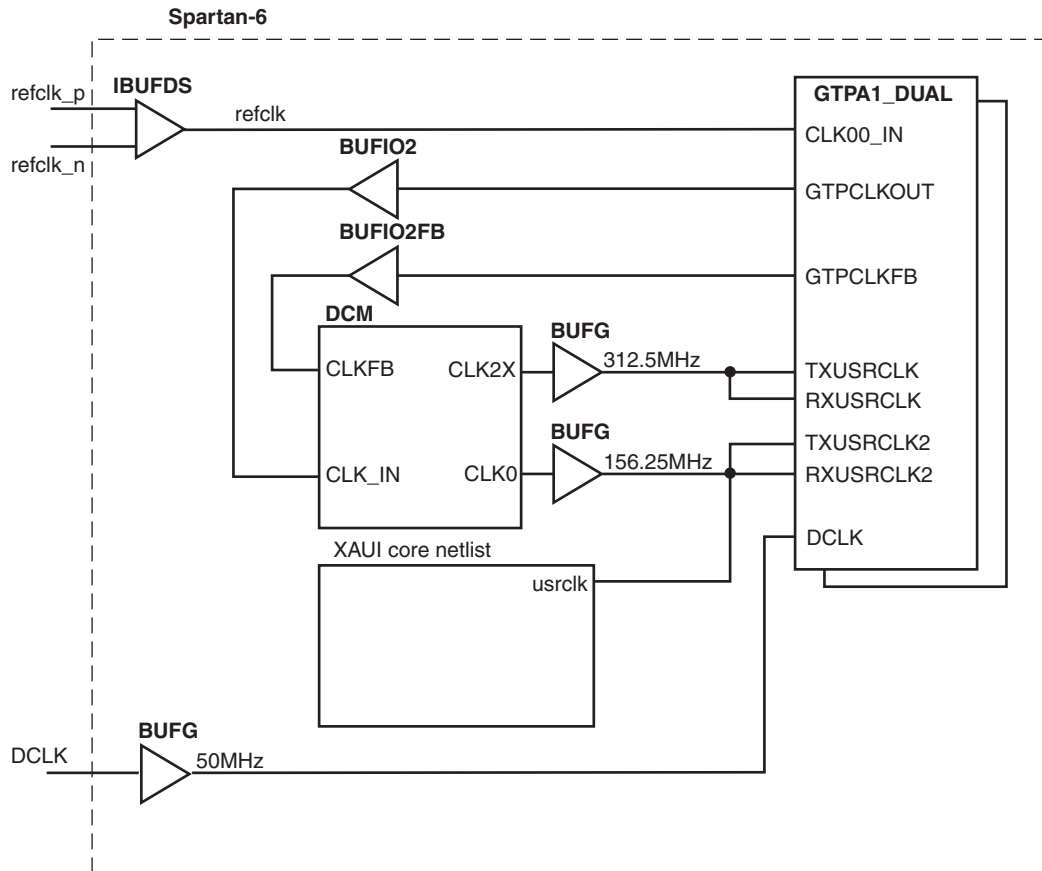 Spartan-6
refclk_p
IBUFDS
refclk
refclk_n
GTPA1_DUAL
CLK00_IN
BUFIO2
GTPCLKOUT
BUFIO2FB
GTPCLKFB
DCM
CLKFB
CLK2X
BUFG
312.5MHz
TXUSRCLK
RXUSRCLK
CLK_IN
CLK0
BUFG
156.25MHz
TXUSRCLK2
RXUSRCLK2
DCLK
XAUI core netlist
usrclk
DCLK
BUFG
50MHz